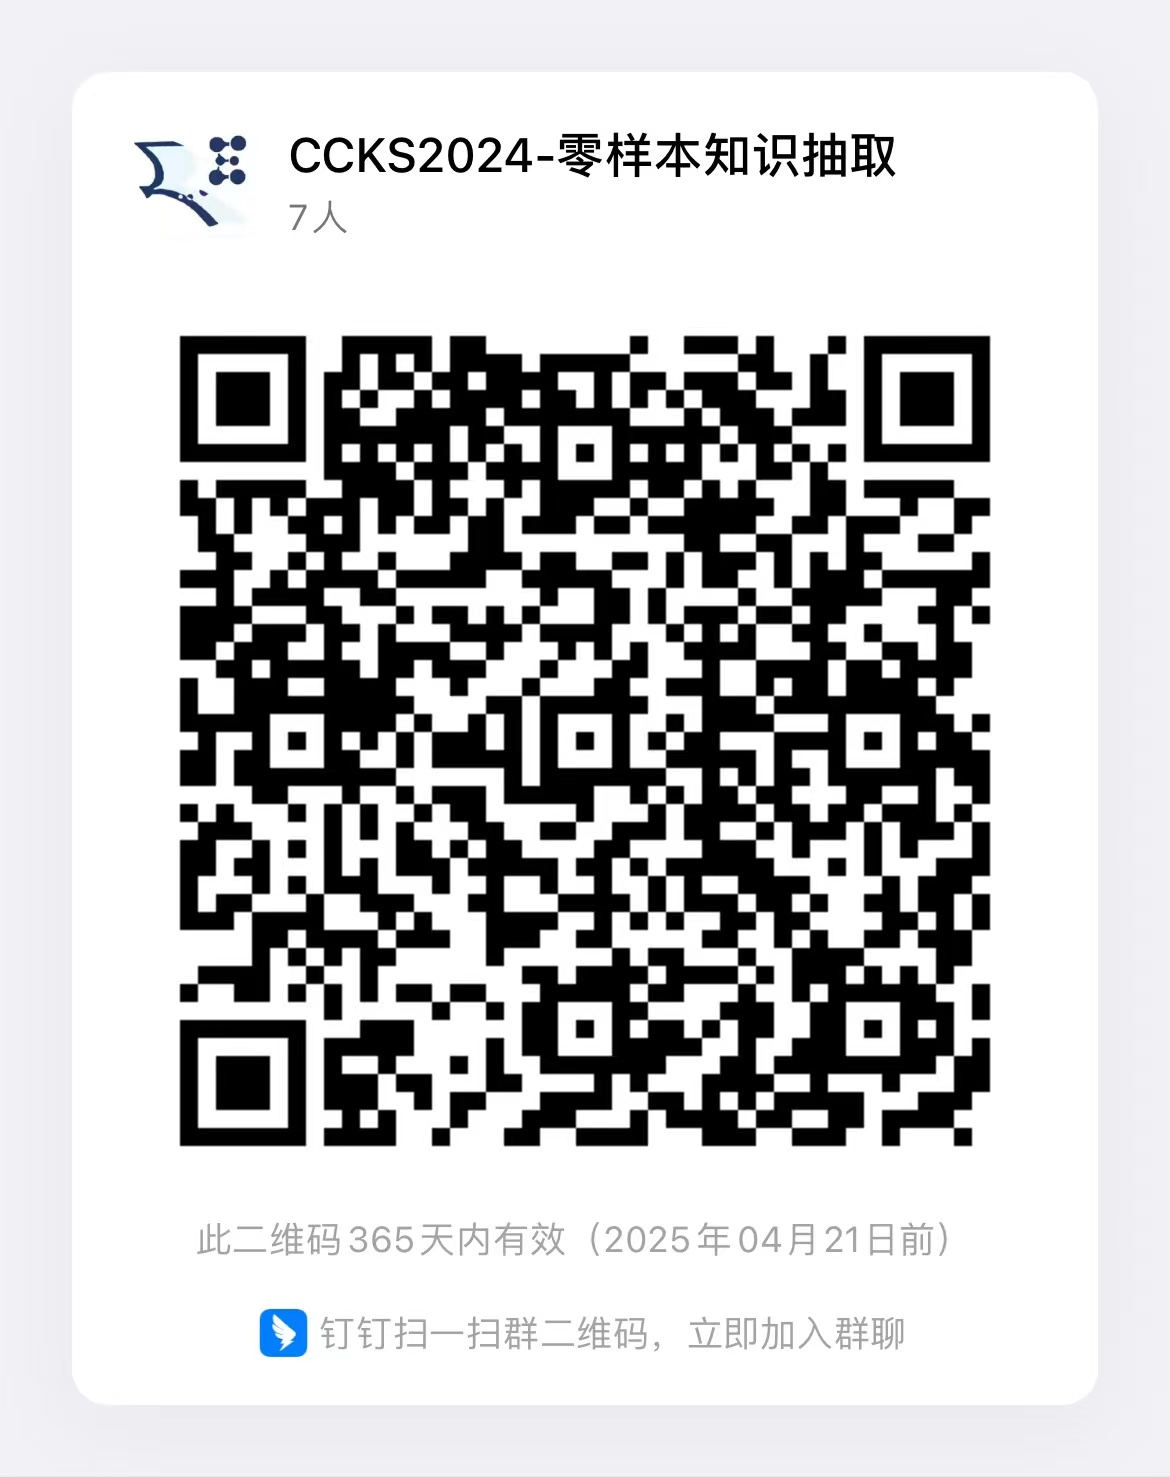 CCKS2024-零样本知识抽取
7人
此二维码365天内有效（2025年04月21日前）
钉钉扫一扫群二维码，立即加入群聊